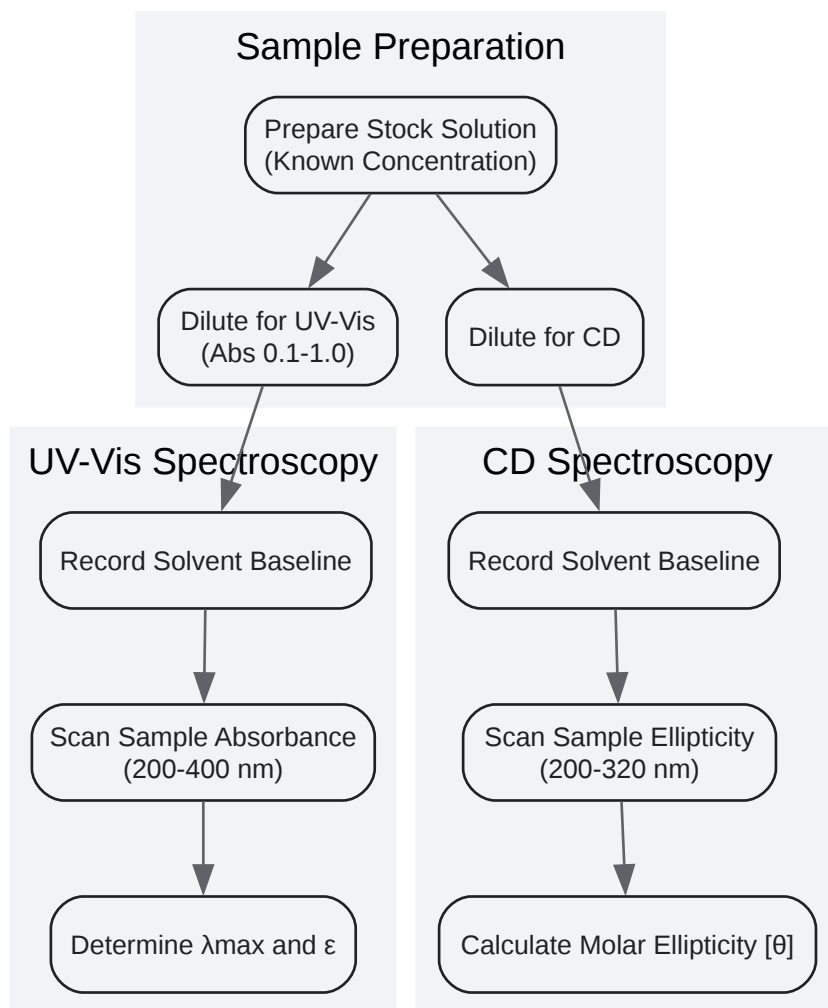 Sample Preparation
Prepare Stock Solution
(Known Concentration)
Dilute for UV-Vis
(Abs 0.1-1.0)
Dilute for CD
UV-Vis Spectroscopy
Record Solvent Baseline
Scan Sample Absorbance
(200-400 nm)
Determine λmax and ε
CD Spectroscopy
Record Solvent Baseline
Scan Sample Ellipticity
(200-320 nm)
Calculate Molar Ellipticity [θ]